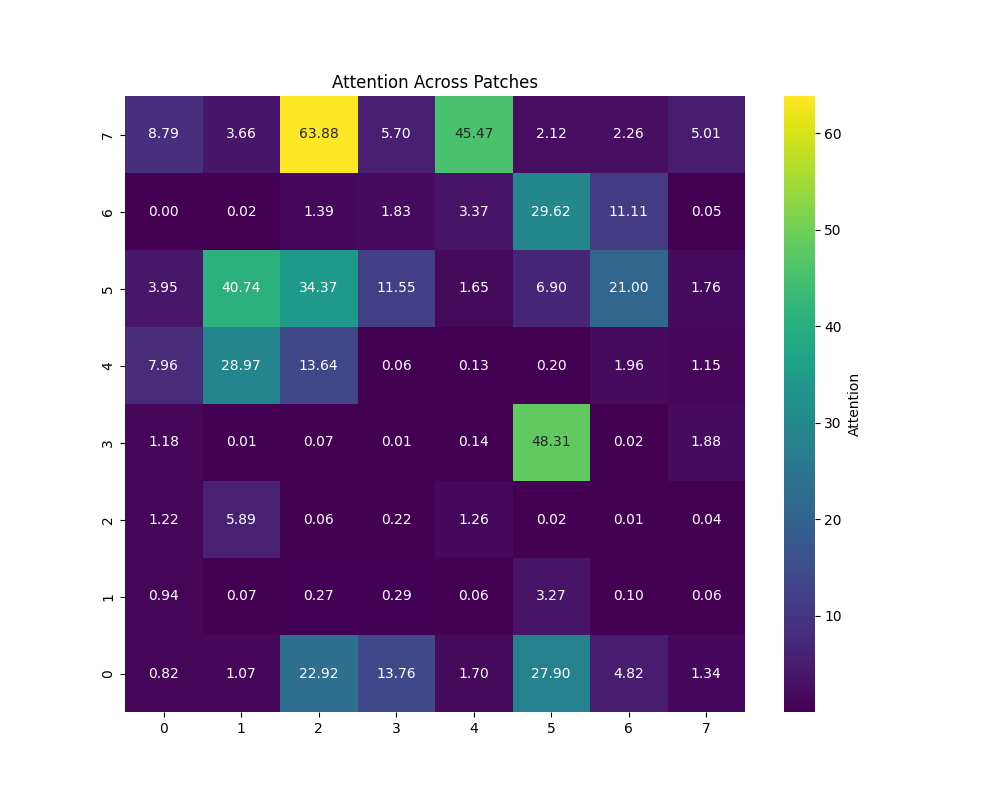 Attention Across Patches
7 8.79 3.66 63.88 5.70 45.47 2.12 2.26 5.01
6 0.00 0.02 1.39 1.83 3.37 29.62 11.11 0.05
5 3.95 40.74 34.37 11.55 1.65 6.90 21.00 1.76
4 7.96 28.97 13.64 0.06 0.13 0.20 1.96 1.15
3 1.18 0.01 0.07 0.01 0.14 48.31 0.02 1.88
2 1.22 5.89 0.06 0.22 1.26 0.02 0.01 0.04
1 0.94 0.07 0.27 0.29 0.06 3.27 0.10 0.06
0 0.82 1.07 22.92 13.76 1.70 27.90 4.82 1.34
0 1 2 3 4 5 6 7
60
50
40
30
20
10
Attention